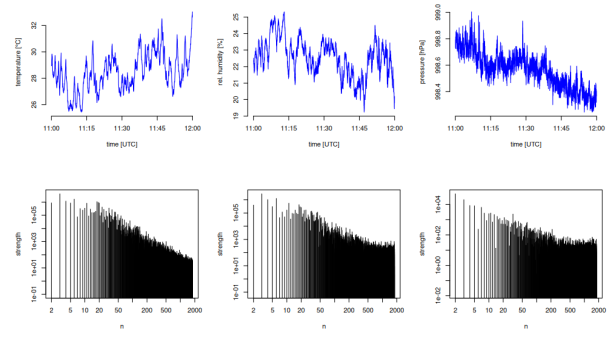 temperature [°C]
26 28 30 32
11:00 11:15 11:30 11:45 12:00
time [UTC]
rel. humidity [%]
19 20 21 22 23 24 25
11:00 11:15 11:30 11:45 12:00
time [UTC]
pressure [hPa]
998.4 998.6 998.8 999.0
11:00 11:15 11:30 11:45 12:00
time [UTC]
strength
1e-01 1e+01 1e+03 1e+05
2 5 10 20 50 200 500 2000
n
strength
1e-01 1e+01 1e+03 1e+05
2 5 10 20 50 200 500 2000
n
strength
1e-02 1e+00 1e+02 1e+04
2 5 10 20 50 200 500 2000
n